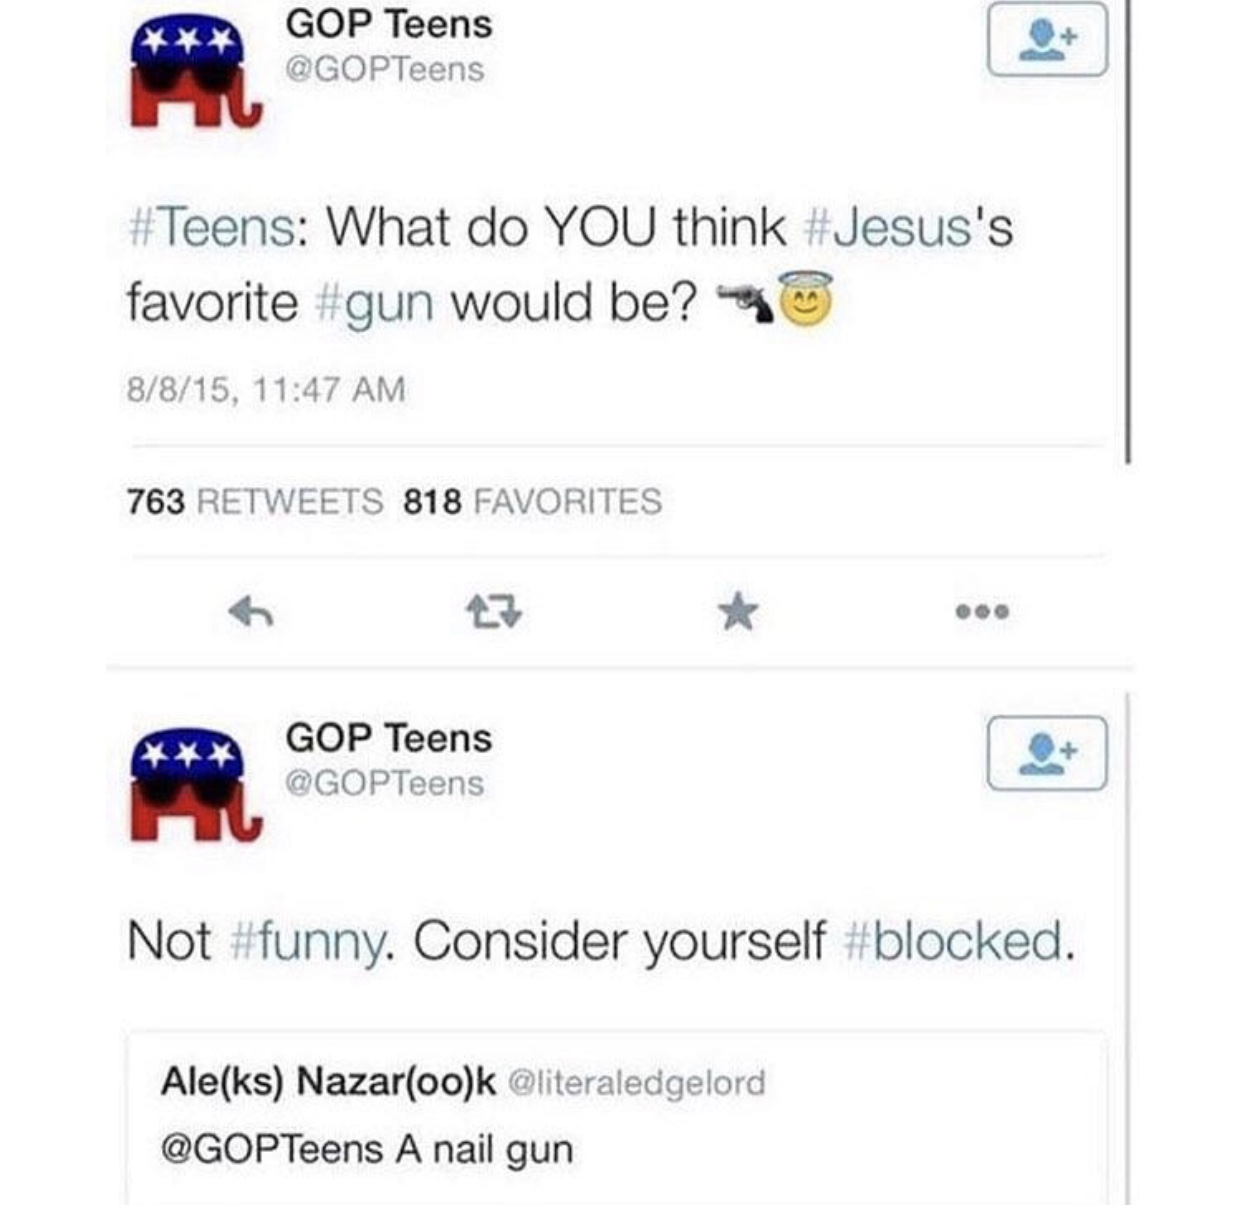 GOP Teens
@GOPTeens
#Teens: What do YOU think #Jesus's
favorite #gun would be? 🔫😇
8/8/15, 11:47 AM
763 RETWEETS 818 FAVORITES
GOP Teens
@GOPTeens
Not #funny. Consider yourself #blocked.
Ale(ks) Nazar(oo)k @literaledgelord
@GOPTeens A nail gun